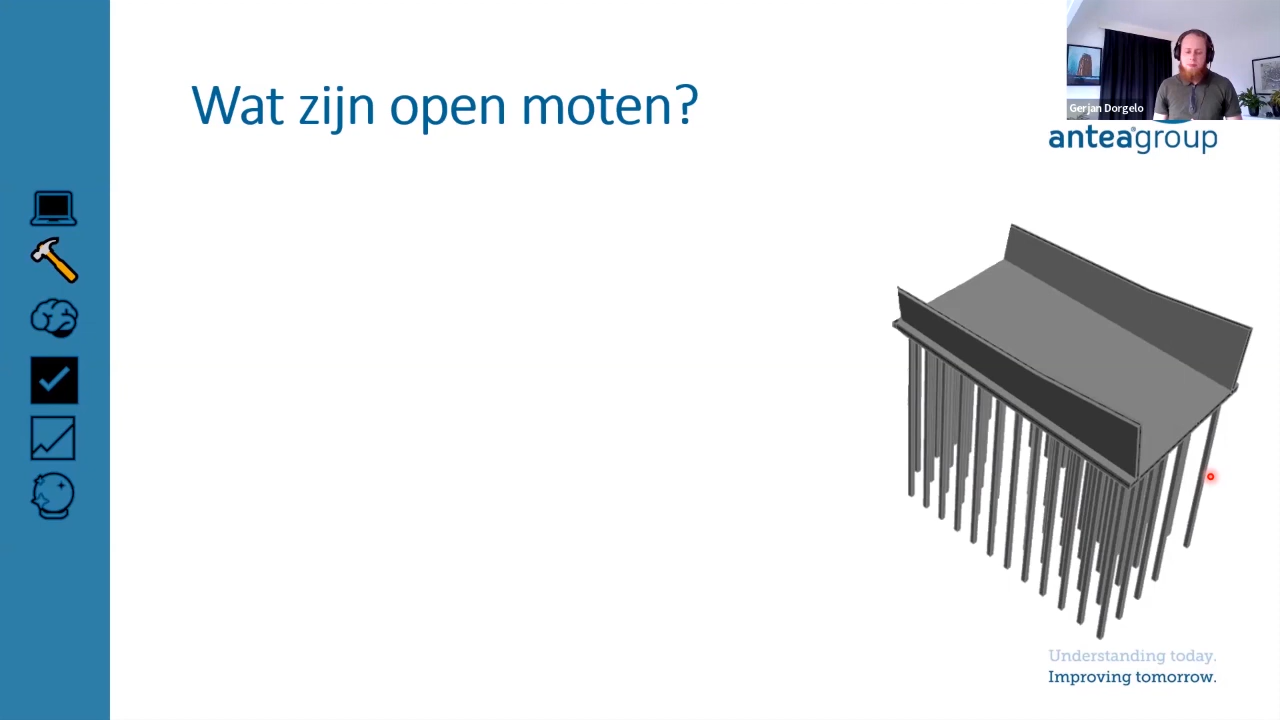 Wat zijn open moten?
Gerjan Dorgelo
anteagroup
Understanding today.
Improving tomorrow.